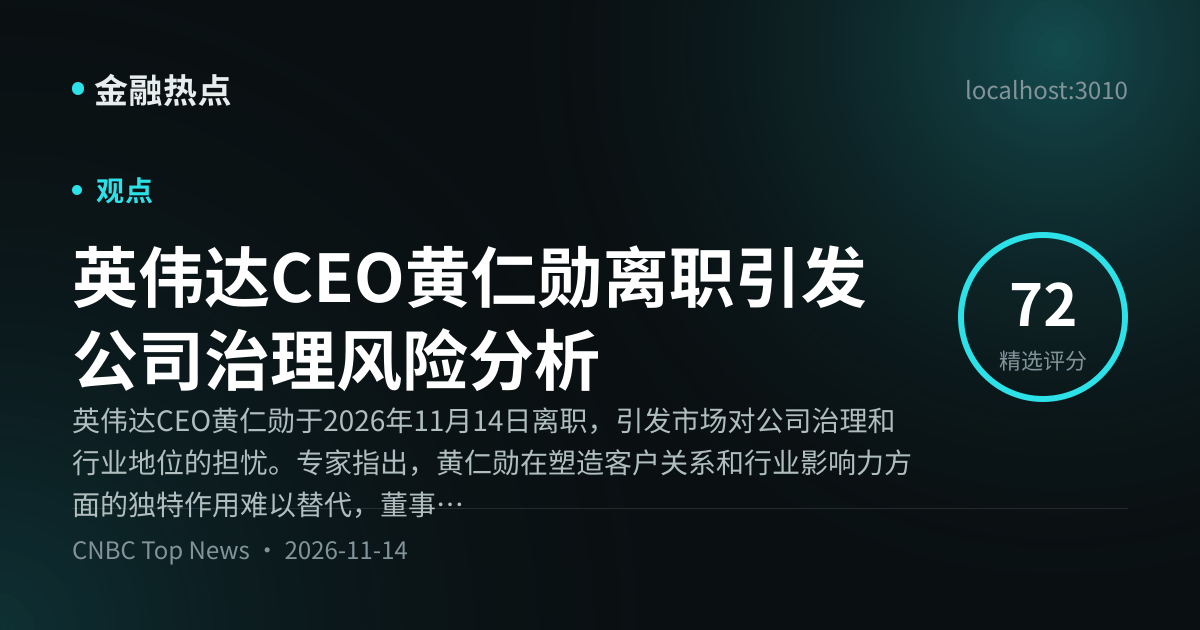 金融热点
localhost:3010
观点
英伟达CEO黄仁勋离职引发
公司治理风险分析
72
精选评分
英伟达CEO黄仁勋于2026年11月14日离职，引发市场对公司治理和
行业地位的担忧。专家指出，黄仁勋在塑造客户关系和行业影响力方
面的独特作用难以替代，董事…
CNBC Top News • 2026-11-14